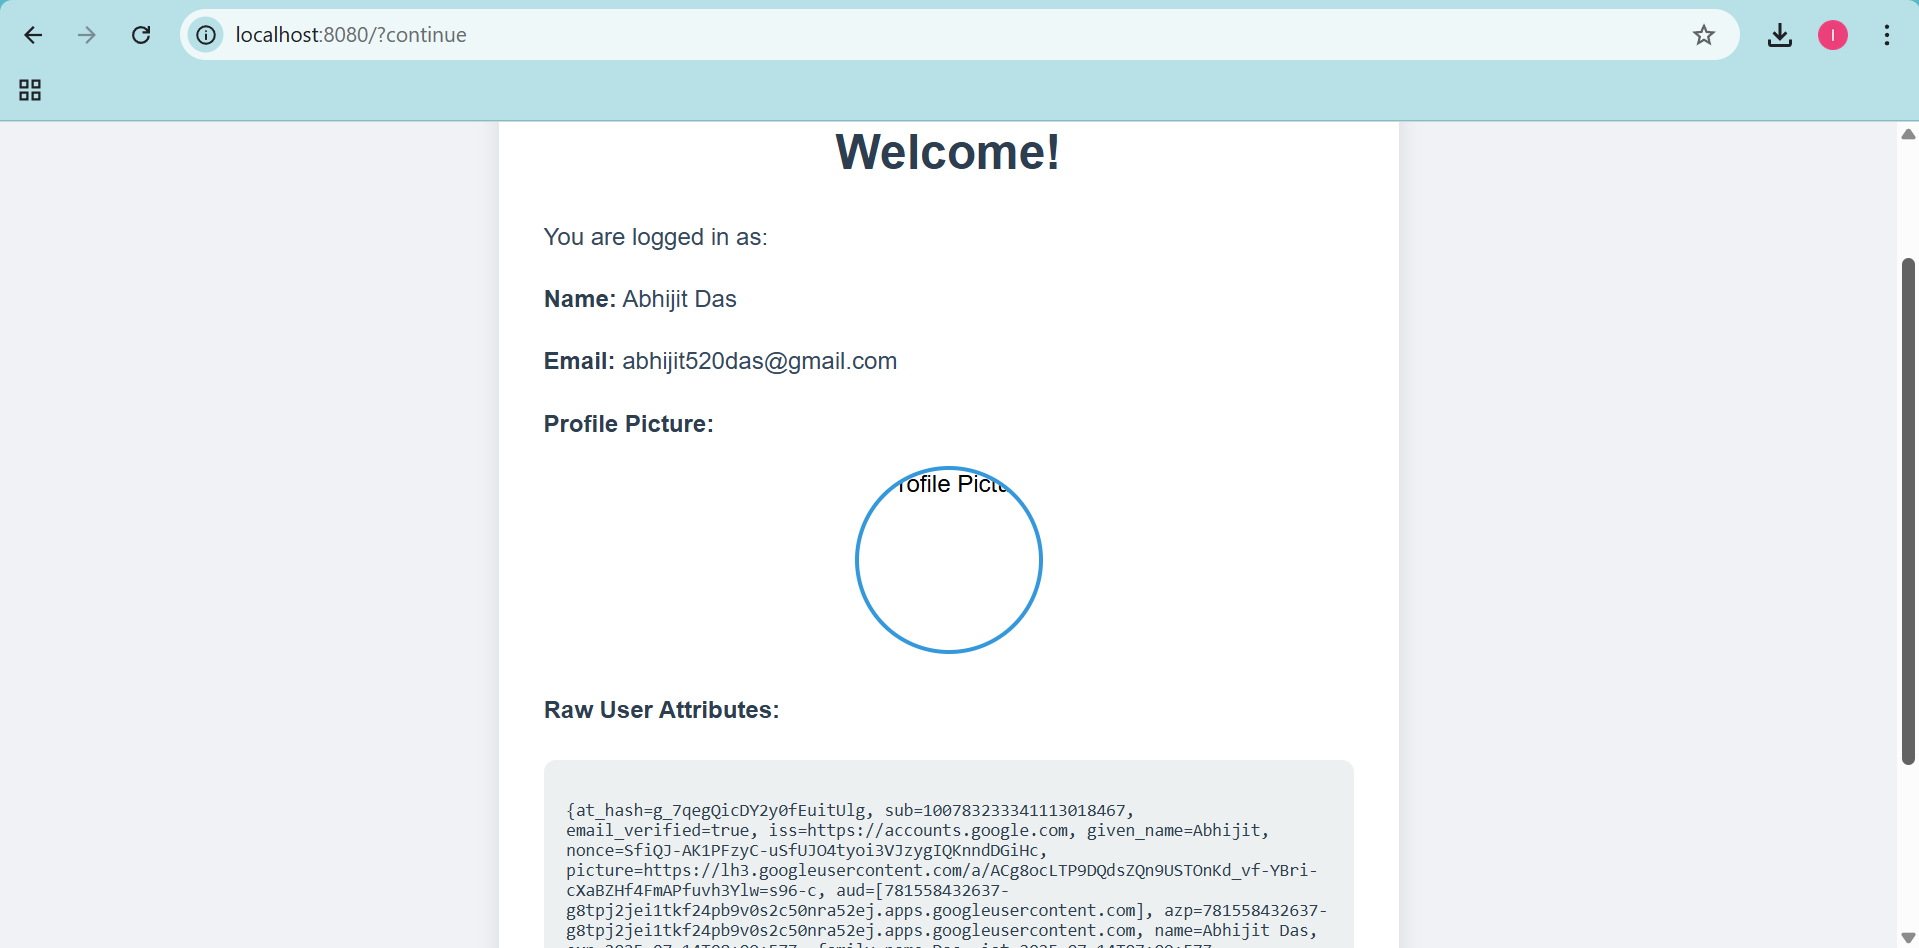 localhost:8080/?continue
I
Welcome!
You are logged in as:
Name: Abhijit Das
Email: abhijit520das@gmail.com
Profile Picture:
rofile Pictu
Raw User Attributes:
{at_hash=g_7qegQicDY2y0fEuitUlg, sub=100783233341113018467,
email_verified=true, iss=https://accounts.google.com, given_name=Abhijit,
nonce=SfiQJ-AK1PFzyC-uSfUJO4tyoi3VJzygIQKnndDGiHc,
picture=https://lh3.googleusercontent.com/a/ACg8ocLTP9DQdsZQn9USTOnKd_vf-YBri-
cXaBZHf4FmAPfuvh3Ylw=s96-c, aud=[781558432637-
g8tpj2jei1tkf24pb9v0s2c50nra52ej.apps.googleusercontent.com], azp=781558432637-
g8tpj2jei1tkf24pb9v0s2c50nra52ej.apps.googleusercontent.com, name=Abhijit Das,